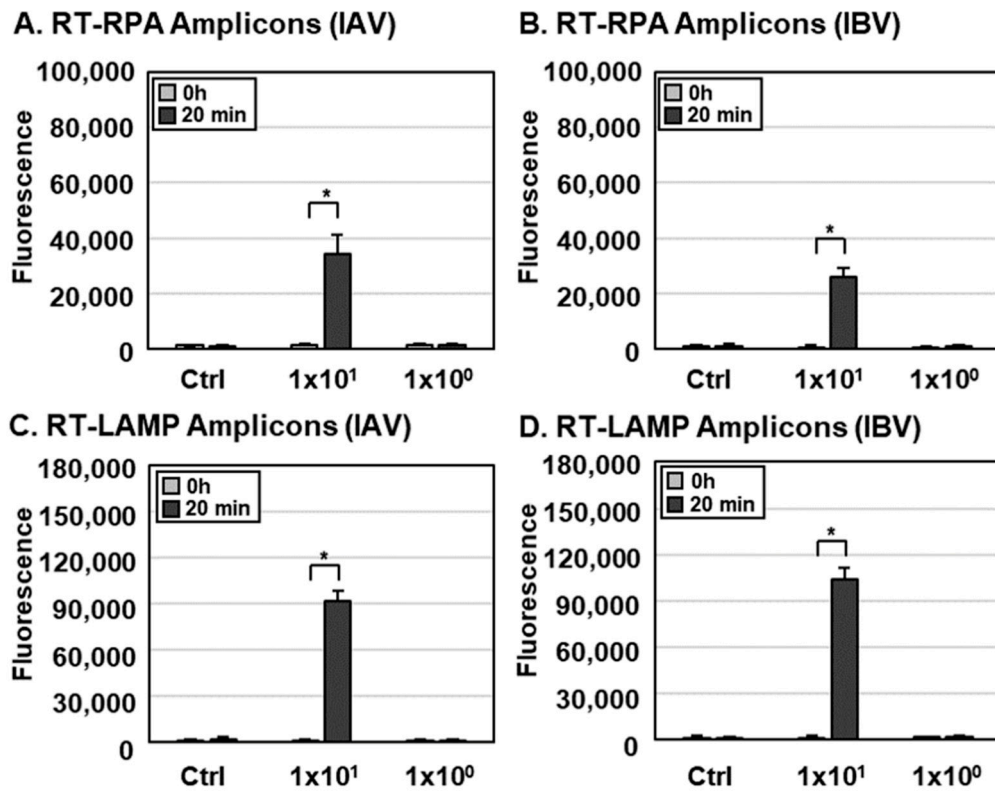 A. RT-RPA Amplicons (IAV)
100,000
80,000
60,000
40,000
20,000
0
Fluorescence
0h
20 min
*
Ctrl 1x10¹ 1x10⁰
B. RT-RPA Amplicons (IBV)
100,000
80,000
60,000
40,000
20,000
0
Fluorescence
0h
20 min
*
Ctrl 1x10¹ 1x10⁰
C. RT-LAMP Amplicons (IAV)
180,000
150,000
120,000
90,000
60,000
30,000
0
Fluorescence
0h
20 min
*
Ctrl 1x10¹ 1x10⁰
D. RT-LAMP Amplicons (IBV)
180,000
150,000
120,000
90,000
60,000
30,000
0
Fluorescence
0h
20 min
*
Ctrl 1x10¹ 1x10⁰